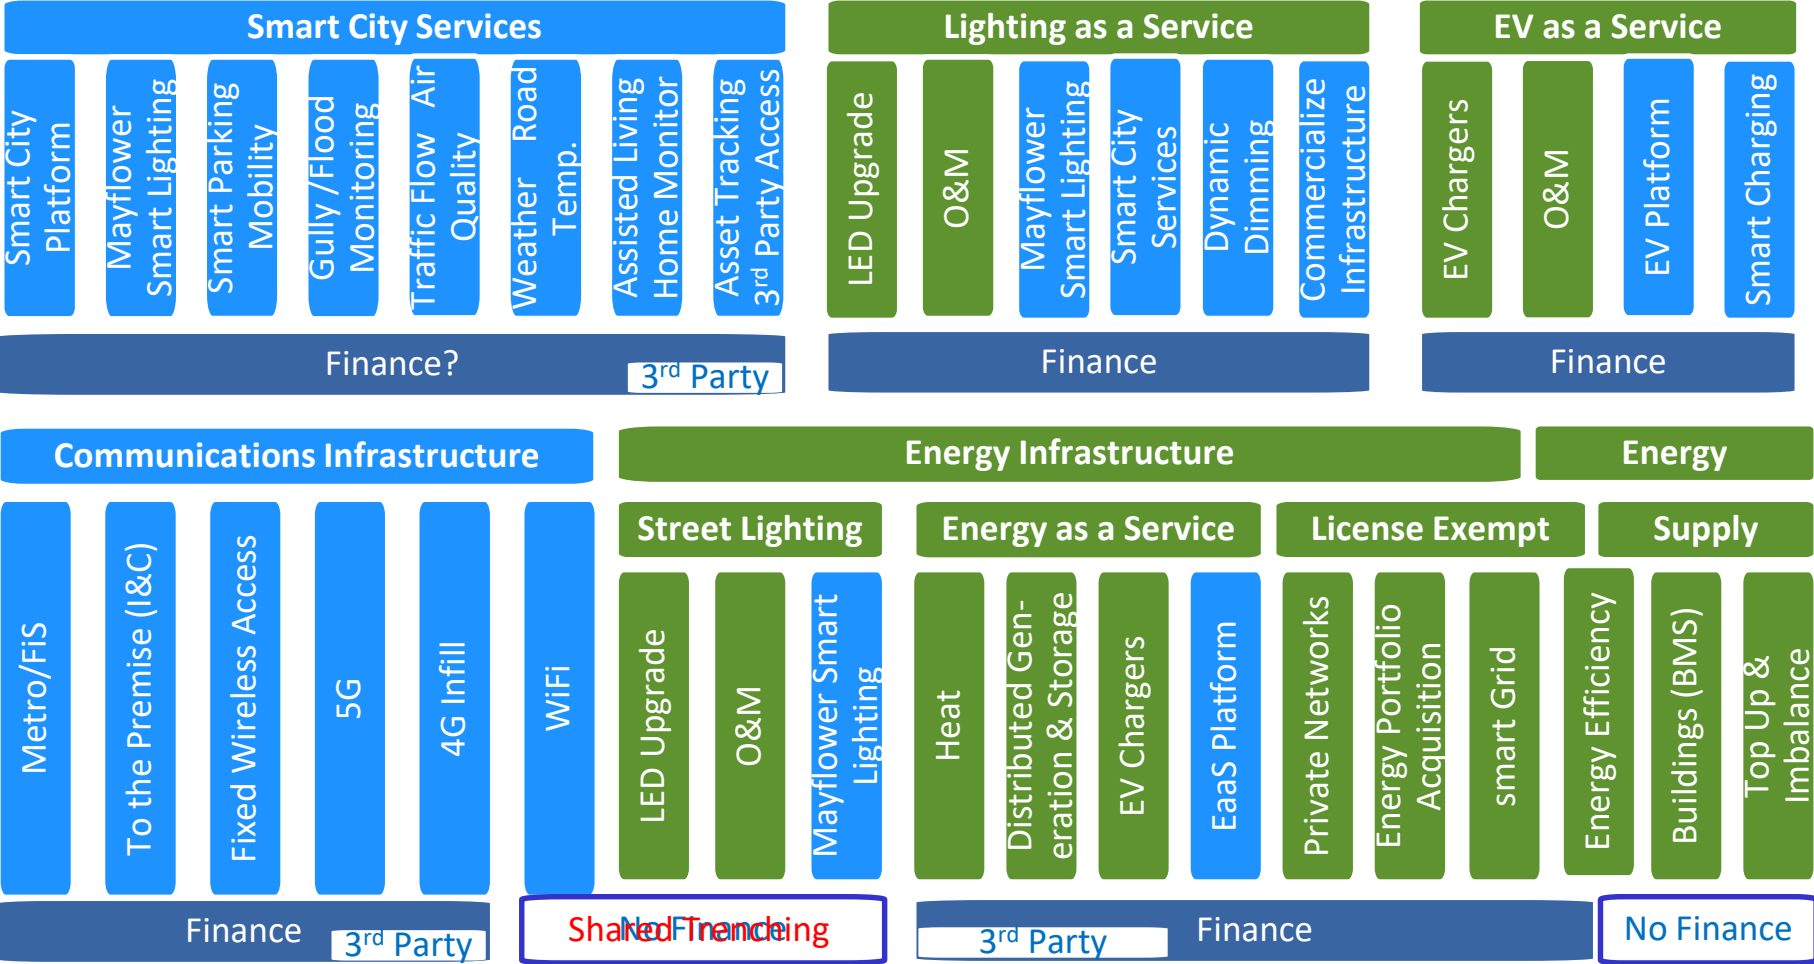 Smart City Services
Smart City
Platform
Mayflower
Smart Lighting
Smart Parking
Mobility
Gully /Flood
Monitoring
Traffic Flow Air
Quality
Weather Road
Temp.
Assisted Living
Home Monitor
Asset Tracking
3rd Party Access
Finance?
3rd Party
Lighting as a Service
LED Upgrade
O&M
Mayflower
Smart Lighting
Smart City
Services
Dynamic
Dimming
Commercialize
Infrastructure
Finance
EV as a Service
EV Chargers
O&M
EV Platform
Smart Charging
Finance
Communications Infrastructure
Metro/FiS
To the Premise (I&C)
Fixed Wireless Access
5G
4G Infill
WiFi
Finance
3rd Party
Energy Infrastructure
Street Lighting
LED Upgrade
O&M
Mayflower Smart
Lighting
No Finance
Shared Trenching
Energy as a Service
Heat
Distributed Gen-
eration & Storage
EV Chargers
EaaS Platform
License Exempt
Private Networks
Energy Portfolio
Acquisition
smart Grid
Energy Efficiency
3rd Party
Finance
Energy
Supply
Buildings (BMS)
Top Up &
Imbalance
No Finance